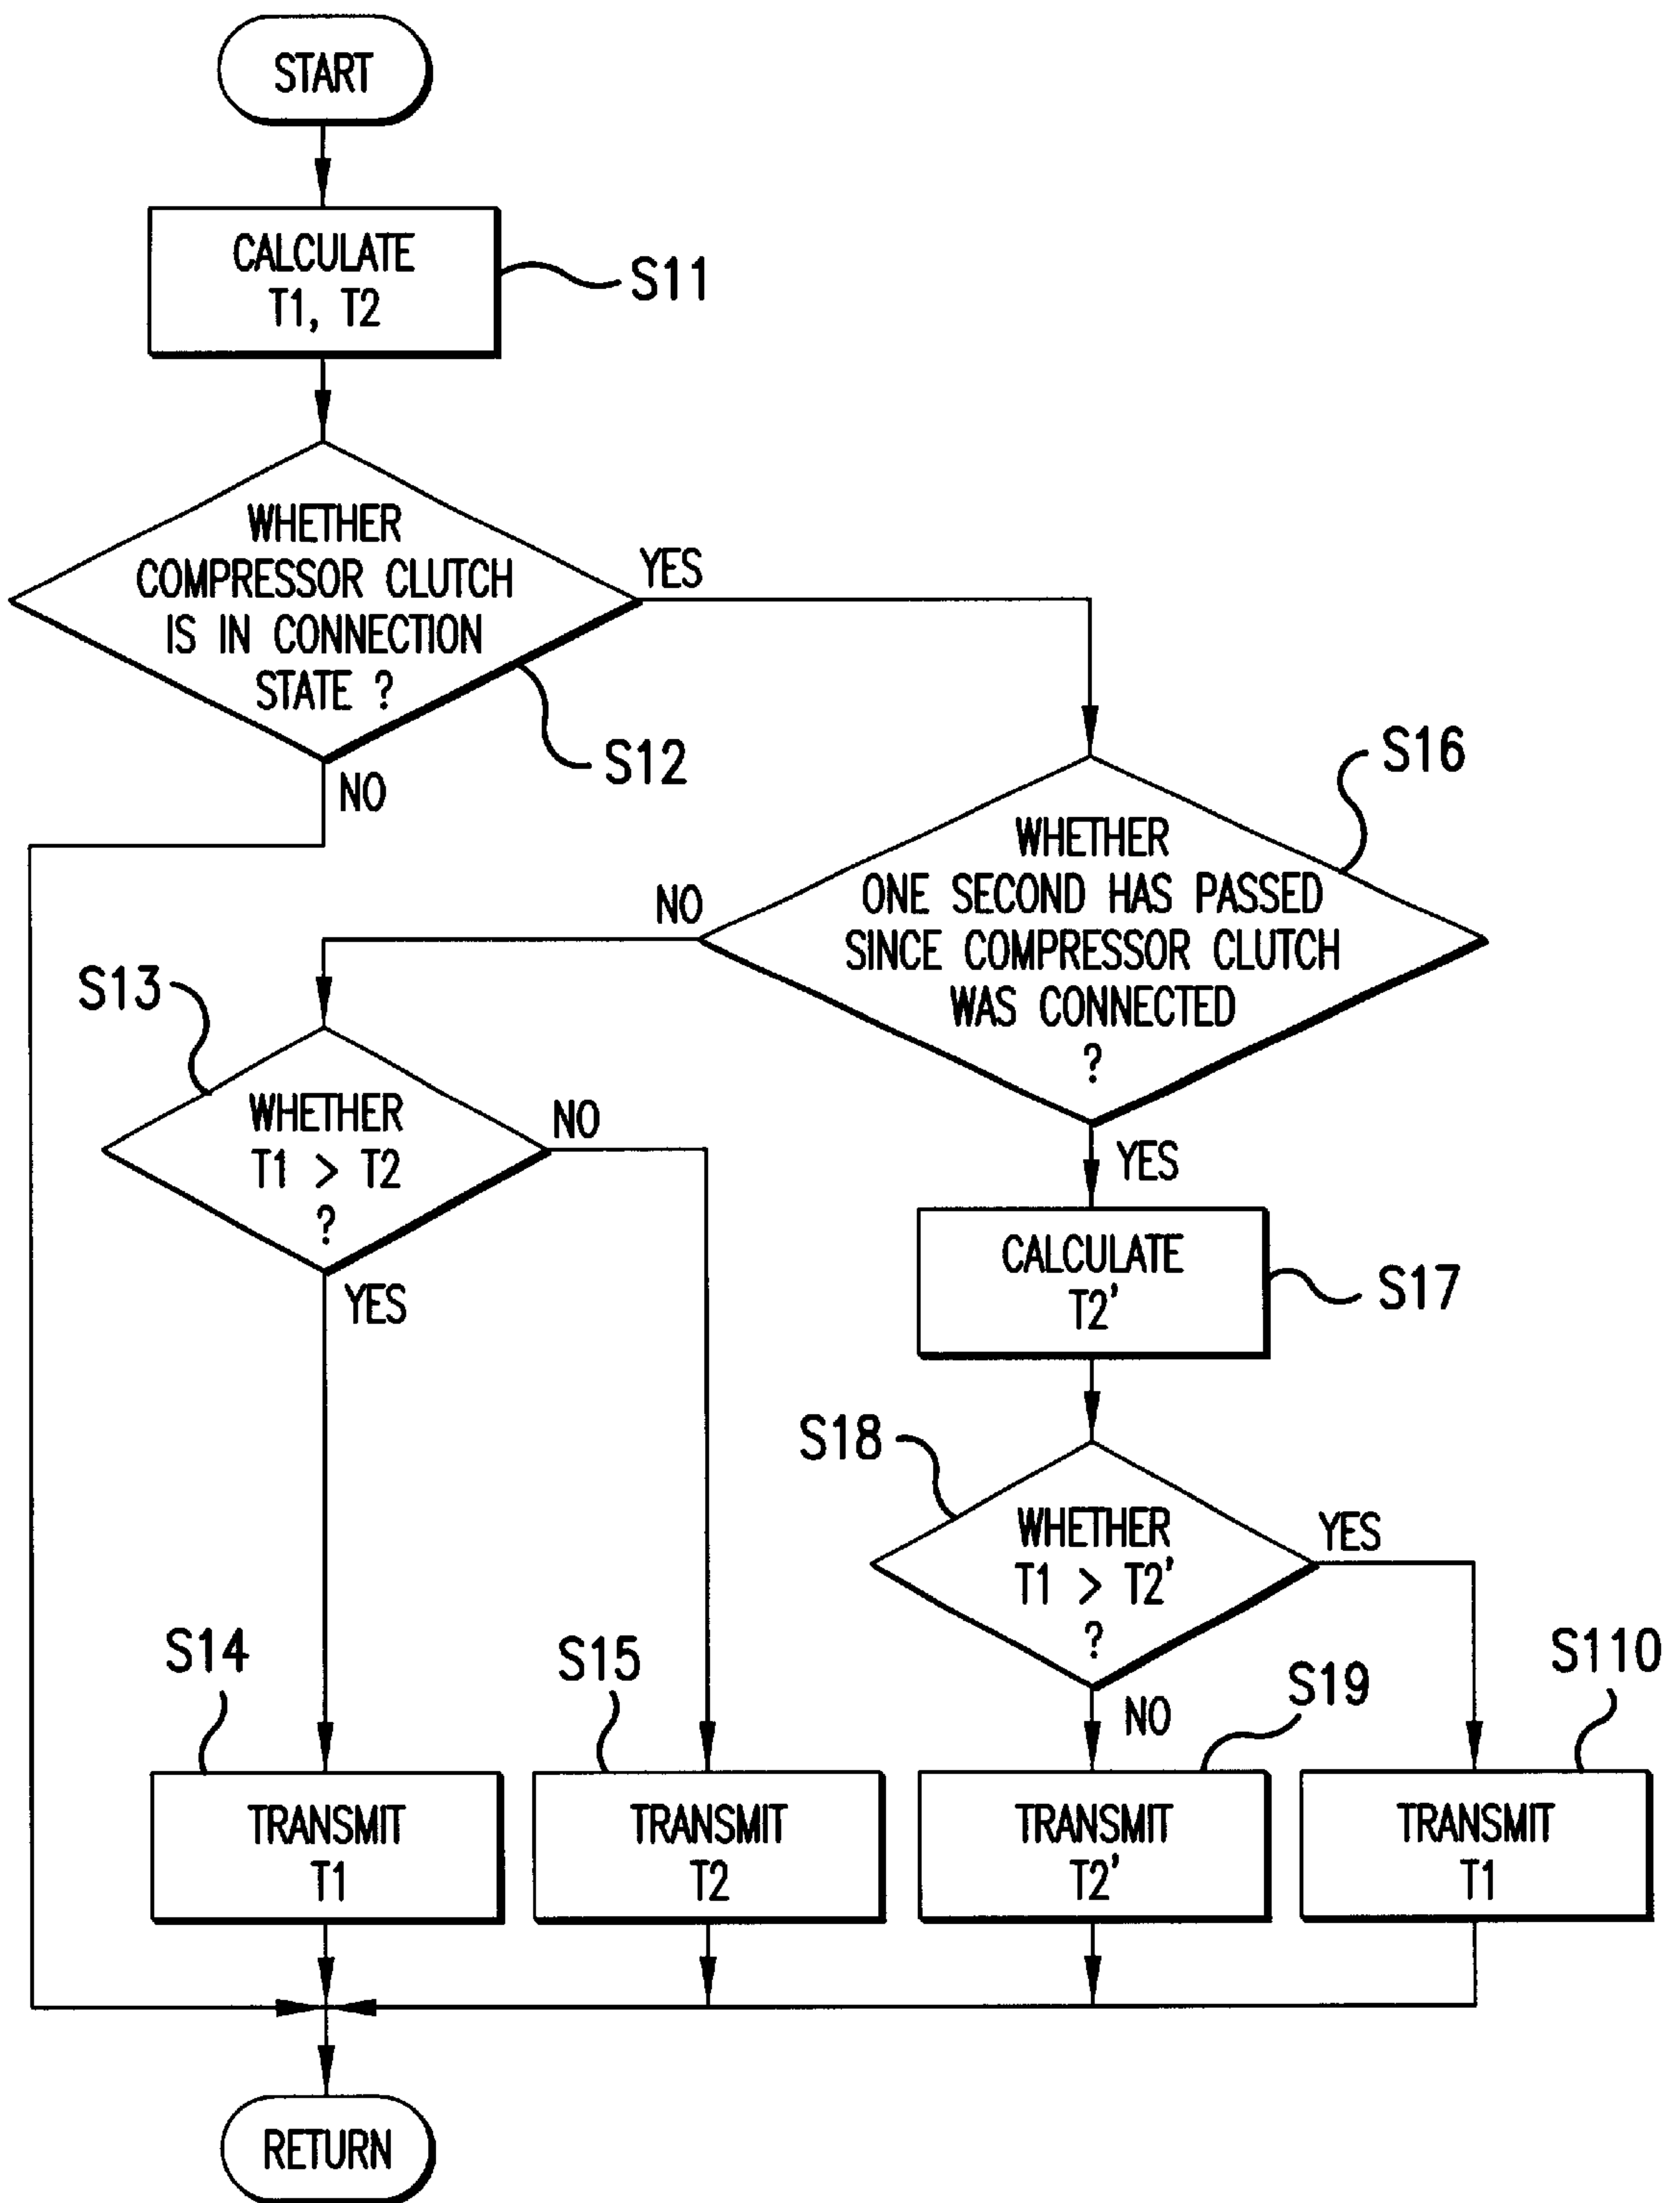 START
CALCULATE
T1, T2
S11
WHETHER
COMPRESSOR CLUTCH
IS IN CONNECTION
STATE ?
YES
S12
NO
S16
WHETHER
ONE SECOND HAS PASSED
SINCE COMPRESSOR CLUTCH
WAS CONNECTED
?
NO
YES
S13
WHETHER
T1 > T2
?
NO
YES
CALCULATE
T2'
S17
S18
WHETHER
T1 > T2'
?
YES
NO
S14
TRANSMIT
T1
S15
TRANSMIT
T2
S19
TRANSMIT
T2'
S110
TRANSMIT
T1
RETURN